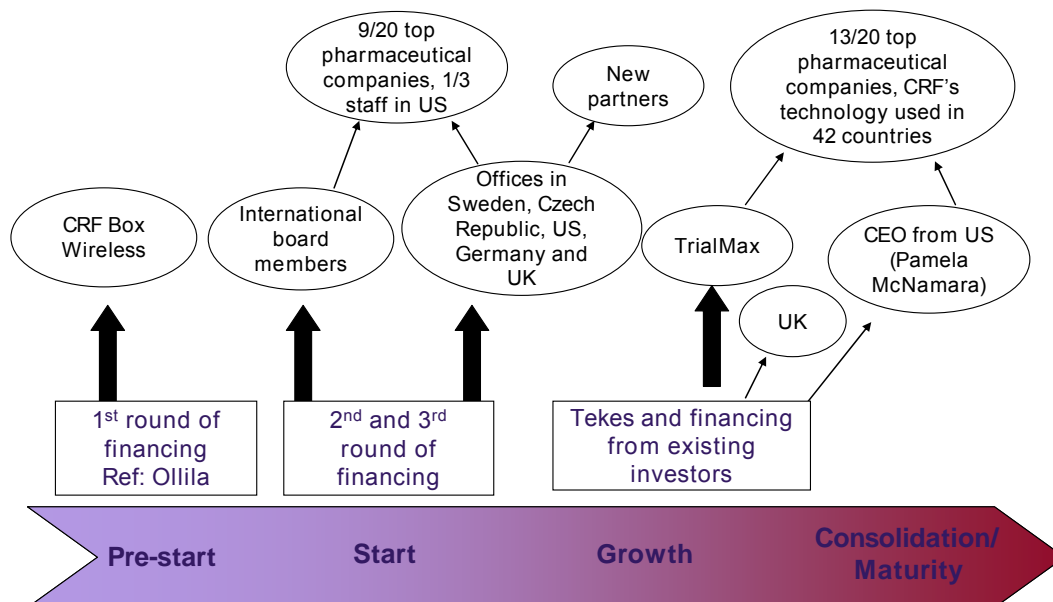 9/20 top
pharmaceutical
companies, 1/3
staff in US
New
partners
13/20 top
pharmaceutical
companies, CRF's
technology used in
42 countries
CRF Box
Wireless
International
board
members
Offices in
Sweden, Czech
Republic, US,
Germany and
UK
TrialMax
CEO from US
(Pamela
McNamara)
UK
1st round of
financing
Ref: Ollila
2nd and 3rd
round of
financing
Tekes and financing
from existing
investors
Pre-start
Start
Growth
Consolidation/
Maturity